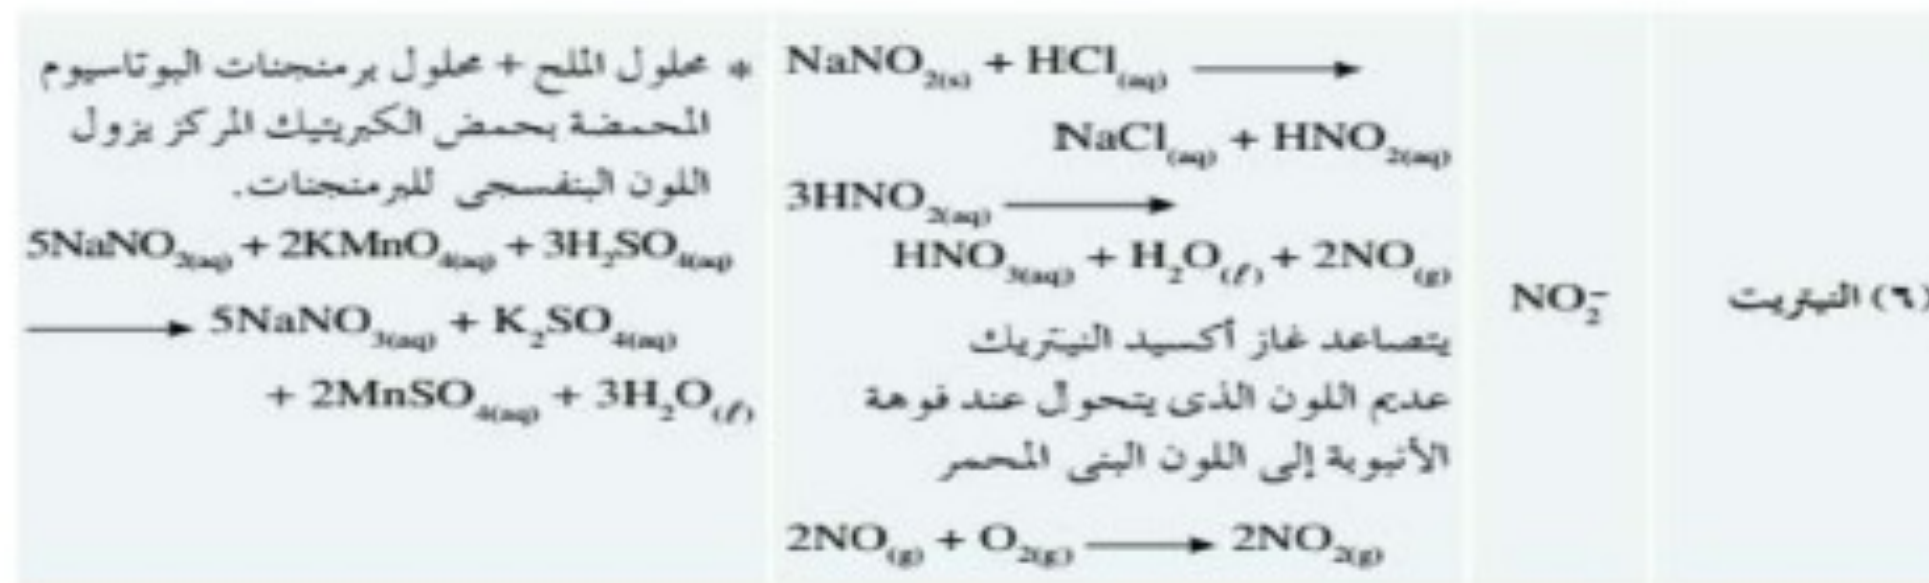 (٦) النيتريت
NO₂⁻
NaNO₂₍ₛ₎ + HCl₍aq₎ ⟶
NaCl₍aq₎ + HNO₂₍aq₎
3HNO₂₍aq₎ ⟶
HNO₃₍aq₎ + H₂O₍ℓ₎ + 2NO₍g₎
يتصاعد غاز أكسيد النيتريك
عديم اللون الذى يتحول عند فوهة
الأنبوبة إلى اللون البنى المحمر
2NO₍g₎ + O₂₍g₎ ⟶ 2NO₂₍g₎
* محلول الملح + محلول برمنجنات البوتاسيوم
المحمضة بحمض الكبريتيك المركز يزول
اللون البنفسجى للبرمنجنات.
5NaNO₂₍aq₎ + 2KMnO₄₍aq₎ + 3H₂SO₄₍aq₎
⟶ 5NaNO₃₍aq₎ + K₂SO₄₍aq₎
+ 2MnSO₄₍aq₎ + 3H₂O₍ℓ₎